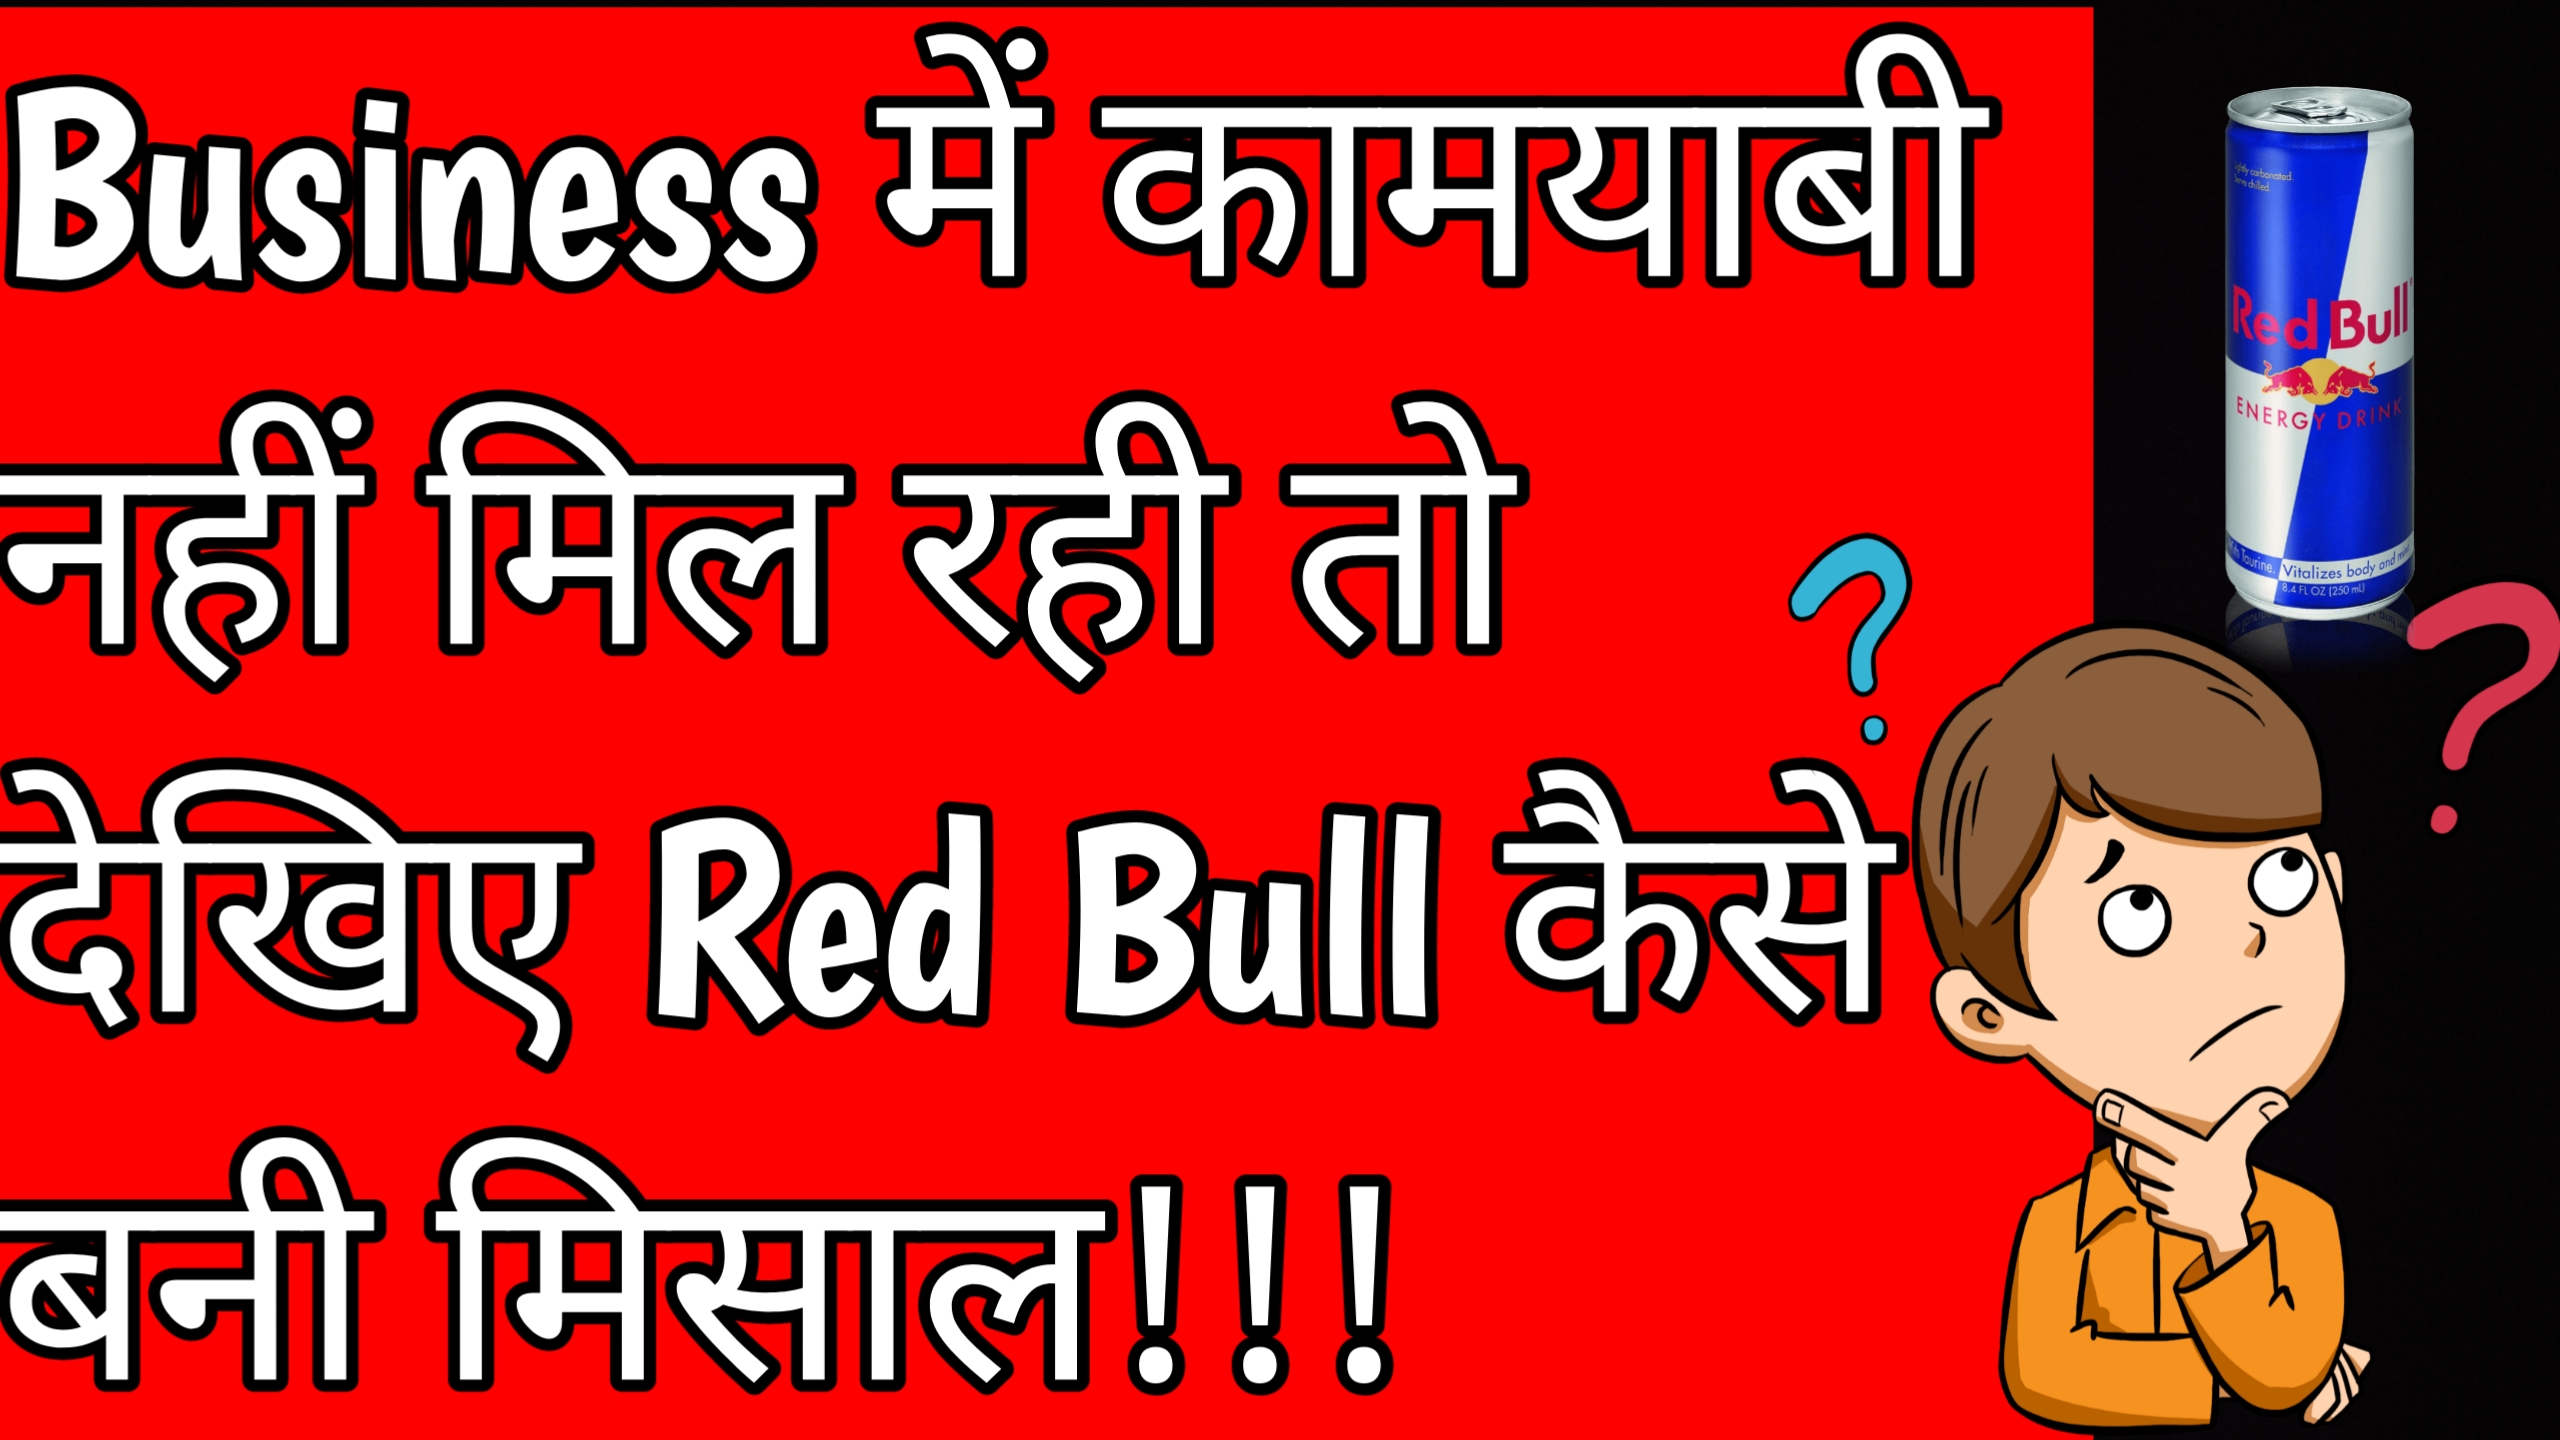 Business में कामयाबी
नहीं मिल रही तो
देखिए Red Bull कैसे
बनी मिसाल!!!
Lightly carbonated.
Serve chilled.
Red Bull
ENERGY DRINK
With Taurine. Vitalizes body and mind
8.4 FL OZ (250 mL)